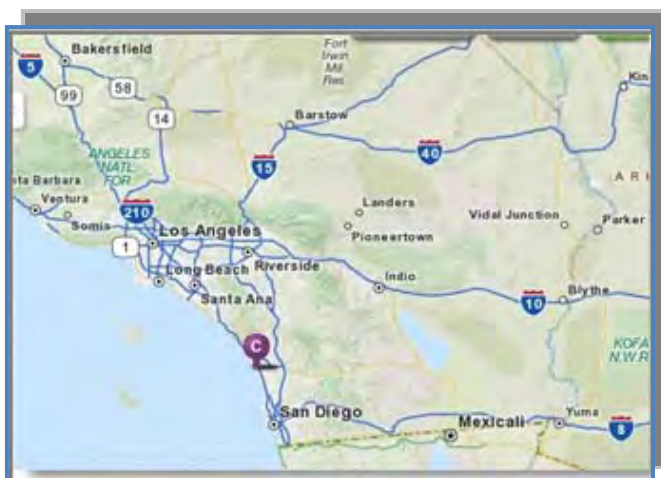 Fort
Irwin
Mil
Res.
Bakersfield
5
99
58
14
Kin
Barstow
15
40
ANGELES
NATL
FOR
ta Barbara
Ventura
Somis
210
1
Los Angeles
Long Beach
Riverside
Santa Ana
Landers
Pioneertown
Vidal Junction
Parker
A R I
Indio
10
Blythe
KOFA
N.W.R
C
San Diego
Mexicali
Yuma
8